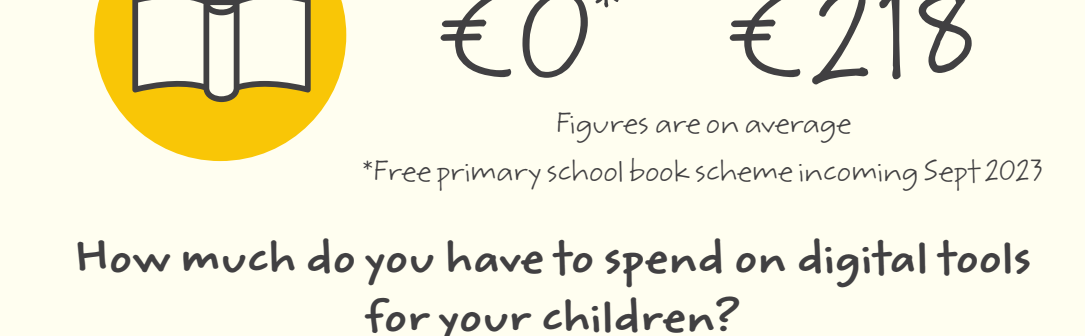 €0* €218
Figures are on average
*Free primary school book scheme incoming Sept 2023
How much do you have to spend on digital tools
for your children?